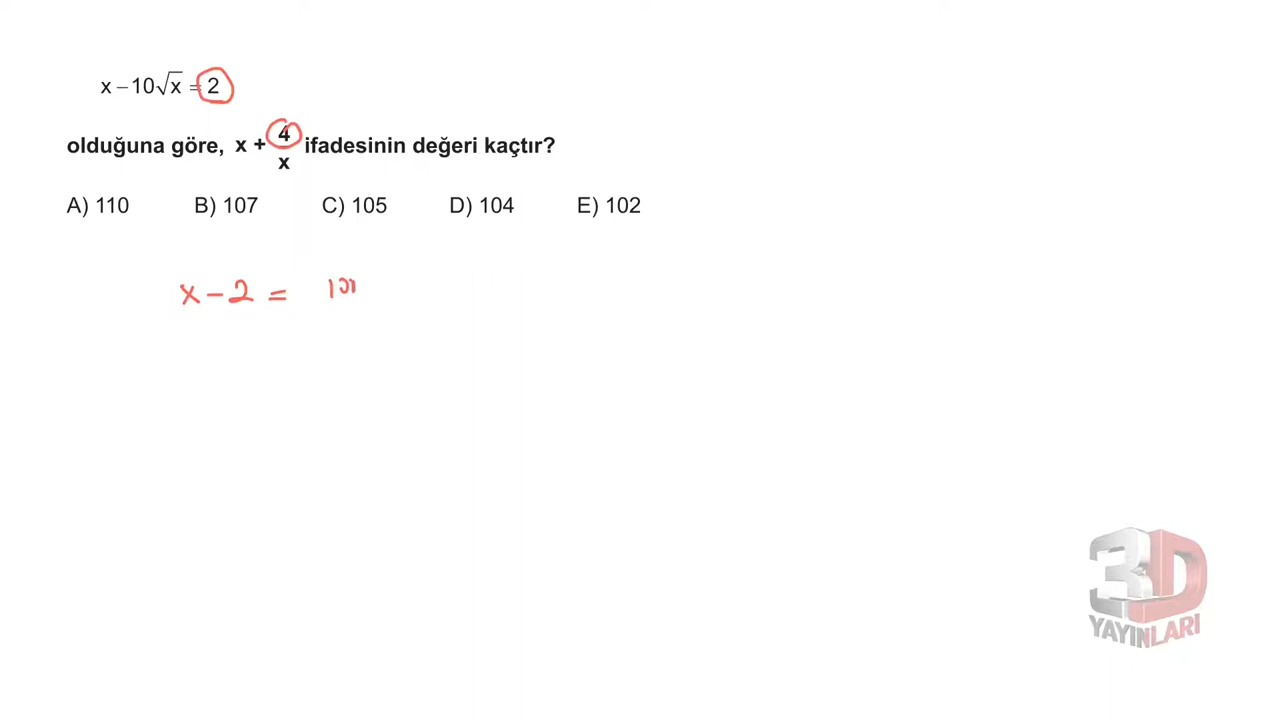 x – 10√x = 2
olduğuna göre, x + 4/x ifadesinin değeri kaçtır?
A) 110 B) 107 C) 105 D) 104 E) 102
x – 2 =
3D
YAYINLARI